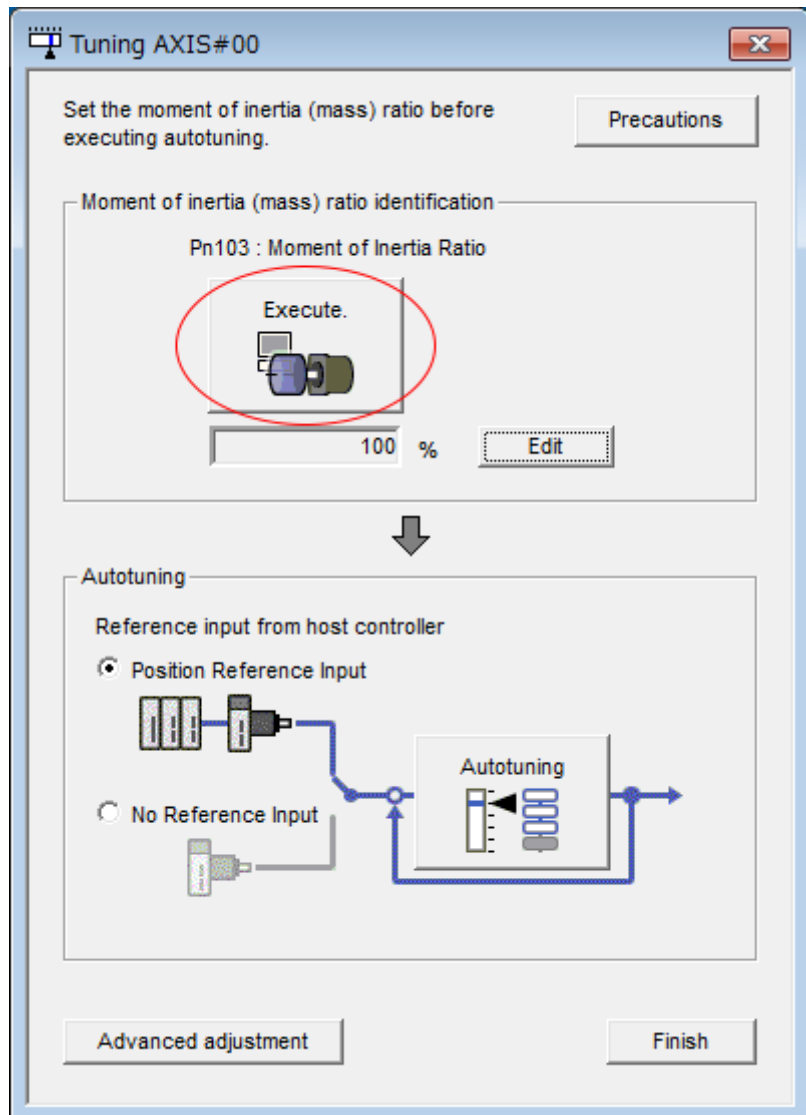 Tuning AXIS#00
Set the moment of inertia (mass) ratio before
executing autotuning.
Precautions
Moment of inertia (mass) ratio identification
Pn103 : Moment of Inertia Ratio
Execute.
100 %
Edit
Autotuning
Reference input from host controller
Position Reference Input
Autotuning
No Reference Input
Advanced adjustment
Finish